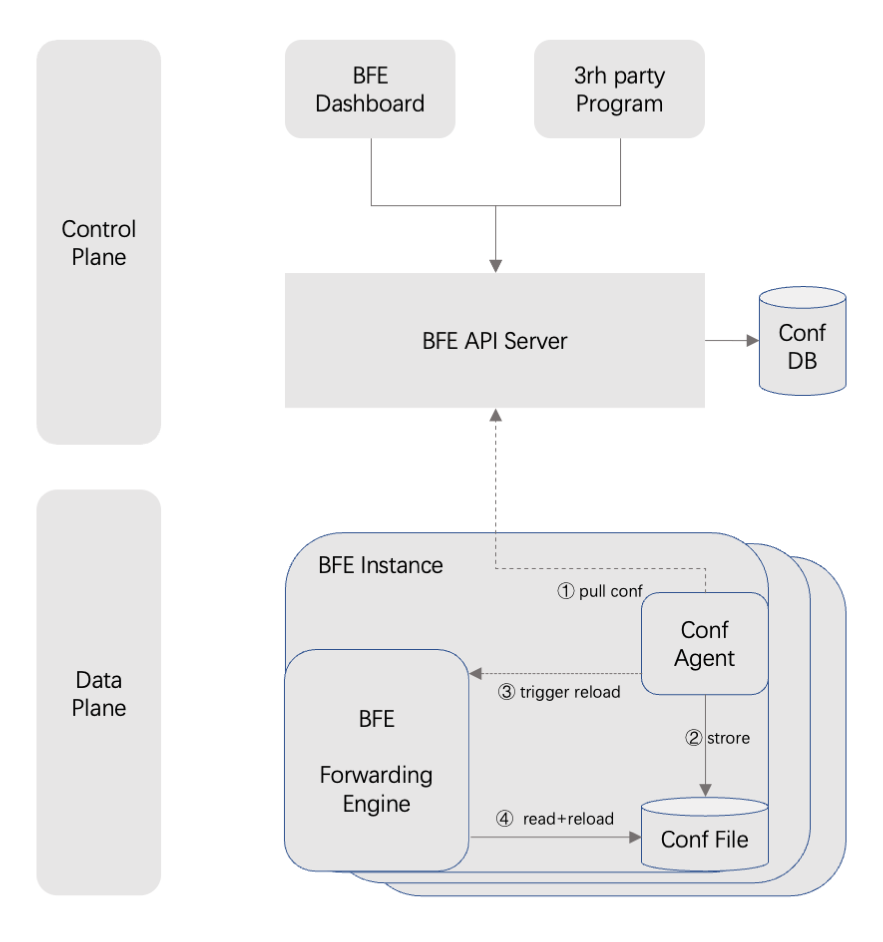 BFE
Dashboard
3rh party
Program
Control
Plane
BFE API Server
Conf
DB
BFE Instance
① pull conf
Conf
Agent
Data
Plane
③ trigger reload
BFE
Forwarding
Engine
② strore
④ read+reload
Conf File